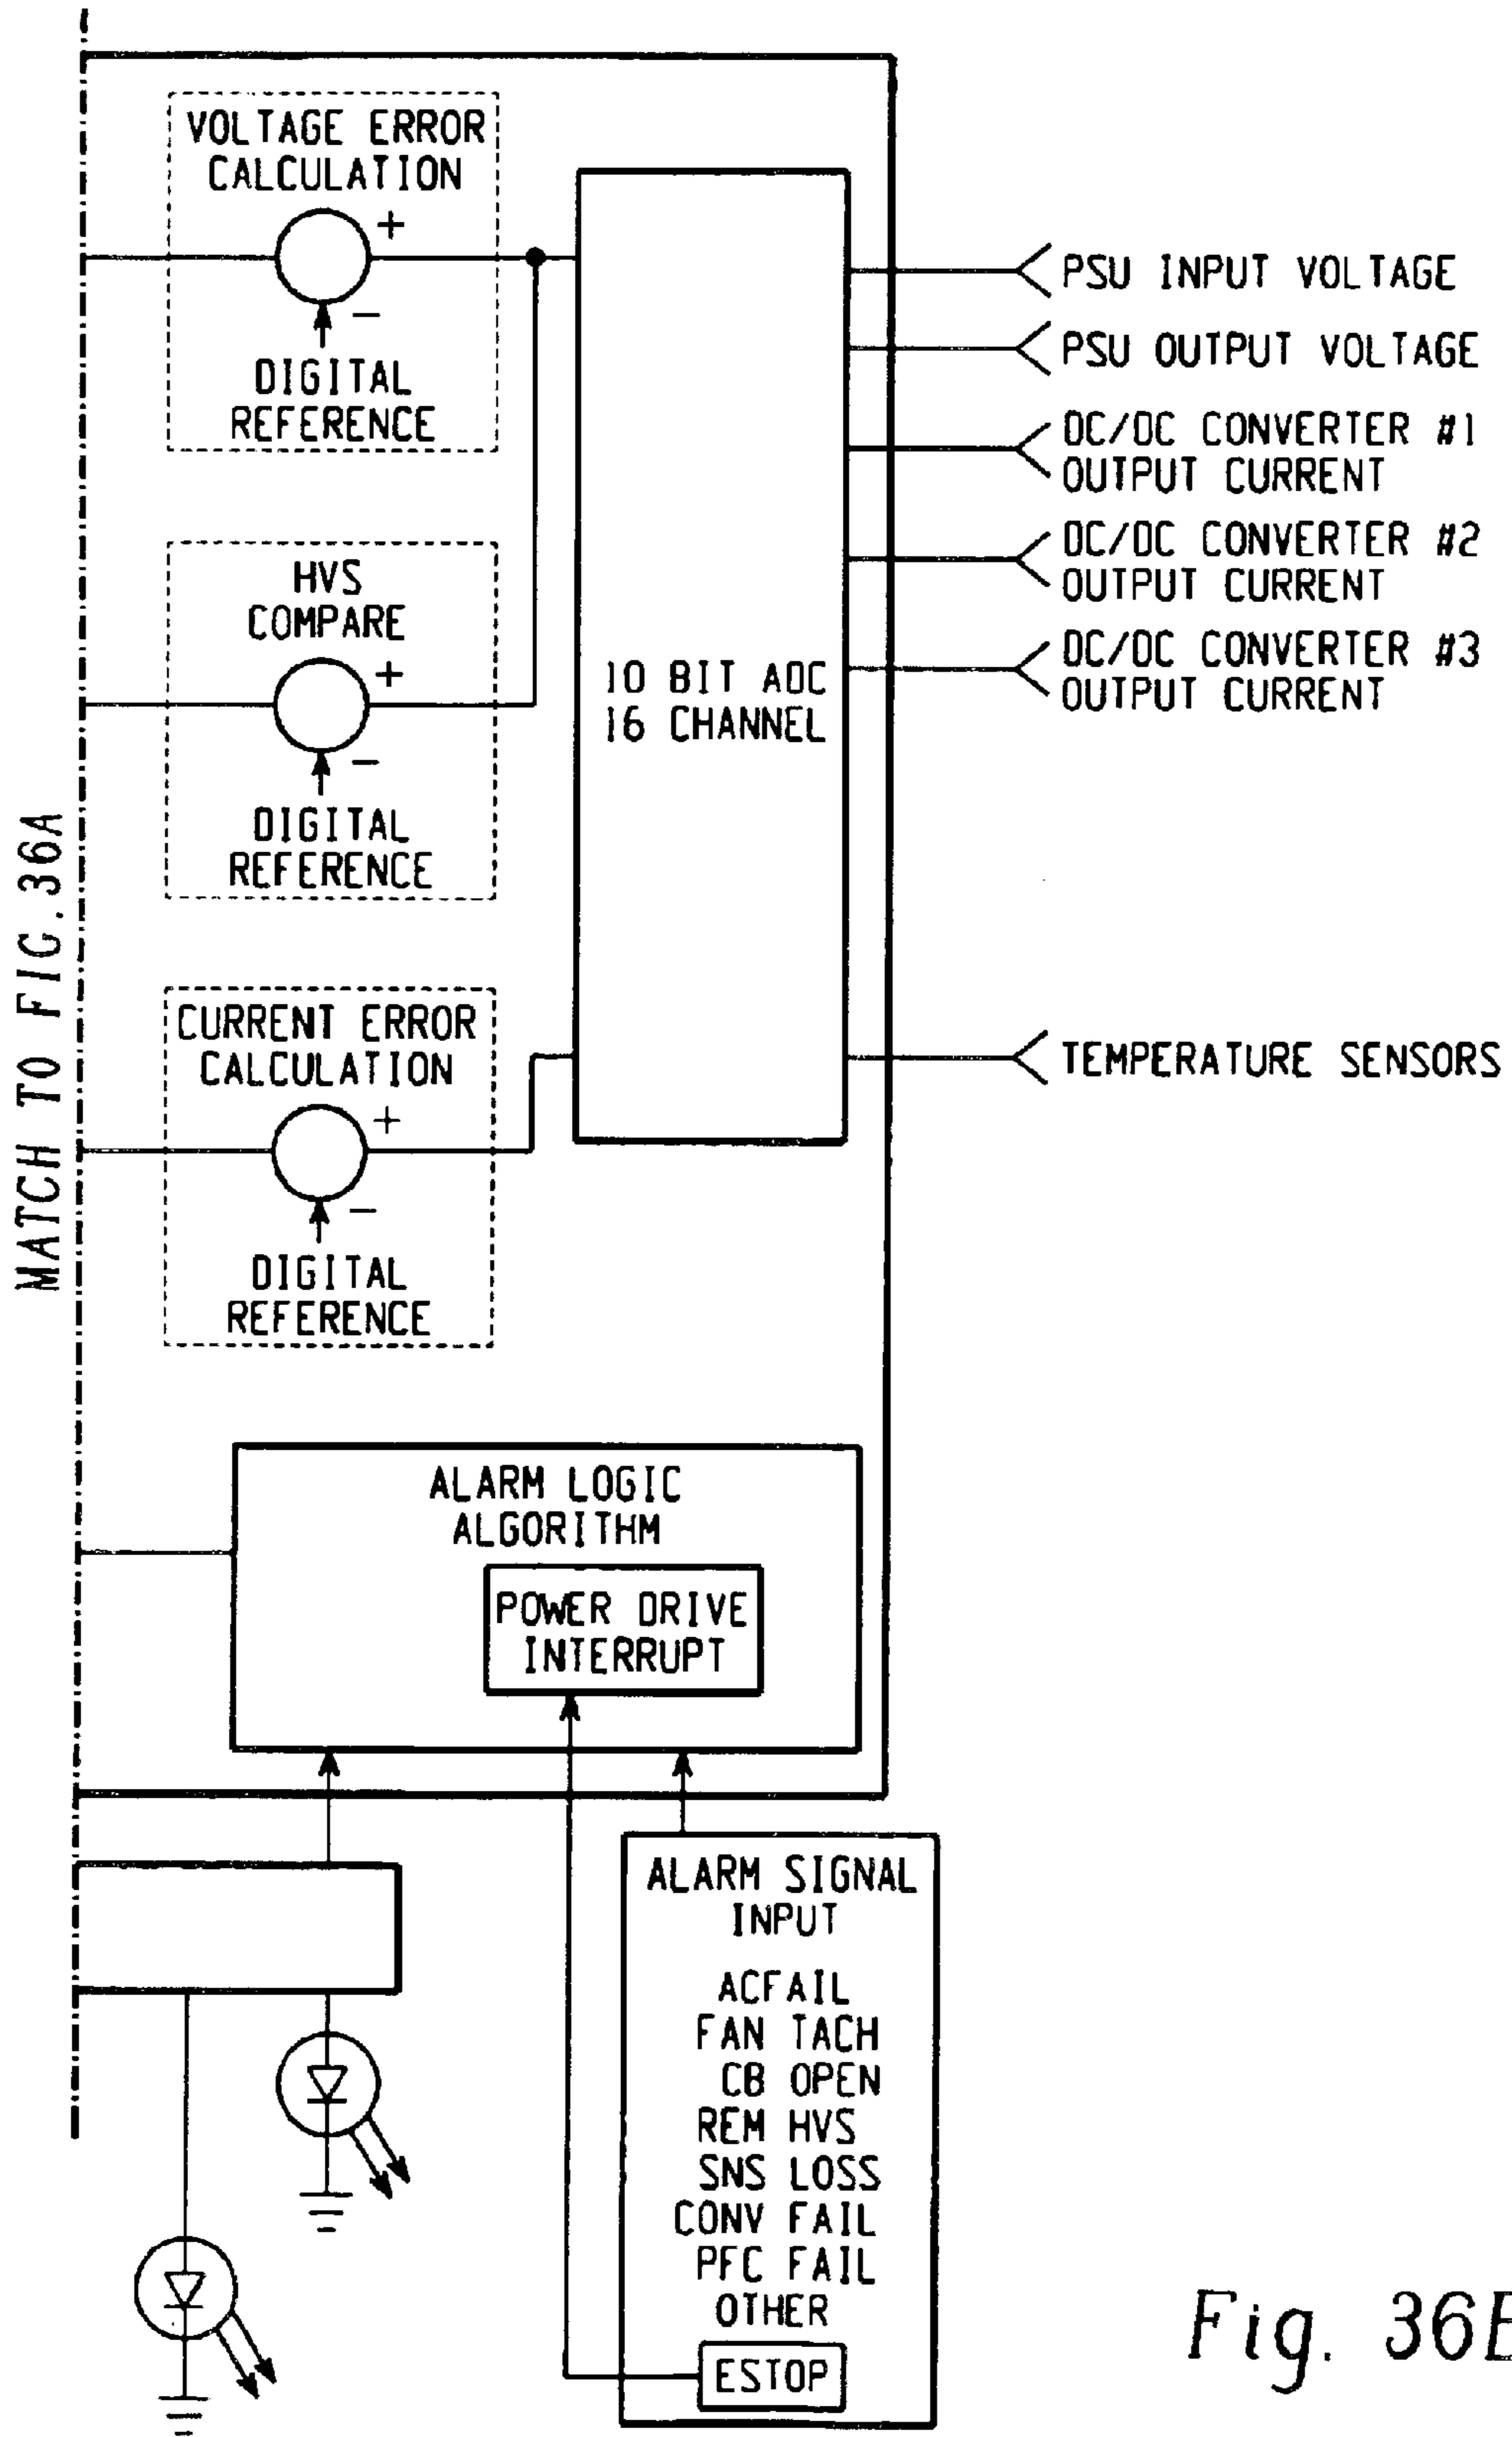 VOLTAGE ERROR
CALCULATION
+
−
DIGITAL
REFERENCE
HVS
COMPARE
+
−
DIGITAL
REFERENCE
CURRENT ERROR
CALCULATION
+
−
DIGITAL
REFERENCE
10 BIT ADC
16 CHANNEL
PSU INPUT VOLTAGE
PSU OUTPUT VOLTAGE
DC/DC CONVERTER #1
OUTPUT CURRENT
DC/DC CONVERTER #2
OUTPUT CURRENT
DC/DC CONVERTER #3
OUTPUT CURRENT
TEMPERATURE SENSORS
MATCH TO FIG.36A
ALARM LOGIC
ALGORITHM
POWER DRIVE
INTERRUPT
ALARM SIGNAL
INPUT
ACFAIL
FAN TACH
CB OPEN
REM HVS
SNS LOSS
CONV FAIL
PFC FAIL
OTHER
ESTOP
Fig.